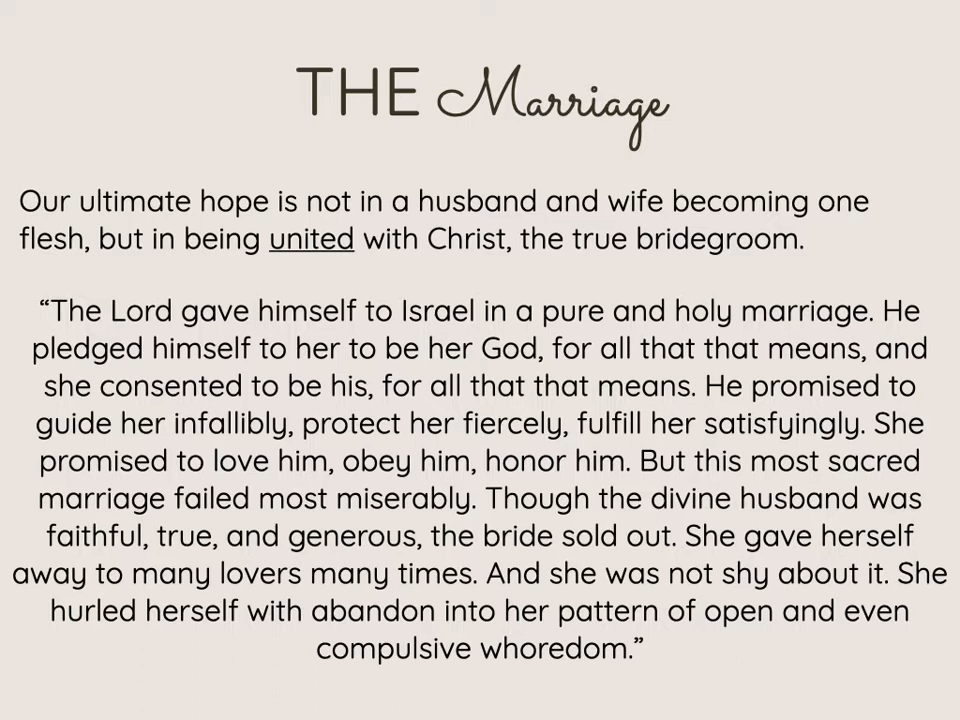 THE Marriage
Our ultimate hope is not in a husband and wife becoming one
flesh, but in being united with Christ, the true bridegroom.
“The Lord gave himself to Israel in a pure and holy marriage. He
pledged himself to her to be her God, for all that that means, and
she consented to be his, for all that that means. He promised to
guide her infallibly, protect her fiercely, fulfill her satisfyingly. She
promised to love him, obey him, honor him. But this most sacred
marriage failed most miserably. Though the divine husband was
faithful, true, and generous, the bride sold out. She gave herself
away to many lovers many times. And she was not shy about it. She
hurled herself with abandon into her pattern of open and even
compulsive whoredom.”